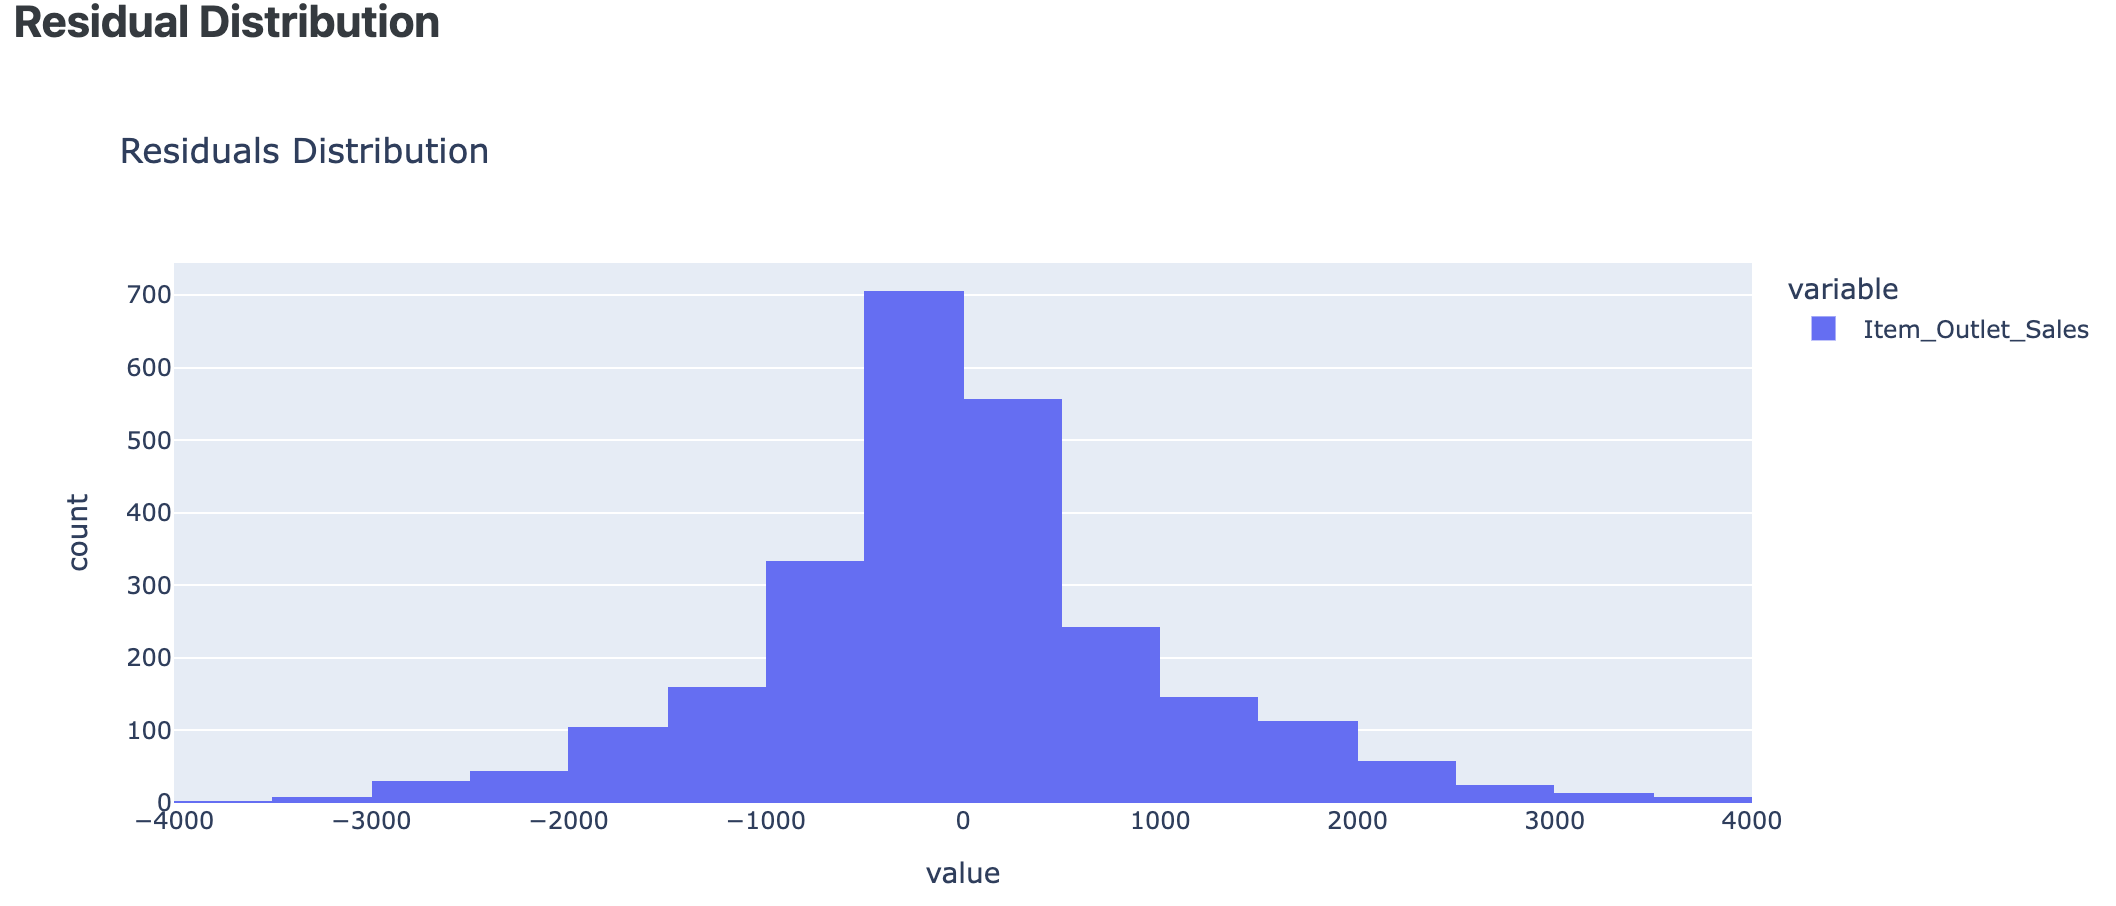 Residual Distribution
Residuals Distribution
700
600
500
400
300
200
100
0
count
−4000 −3000 −2000 −1000 0 1000 2000 3000 4000
value
variable
Item_Outlet_Sales